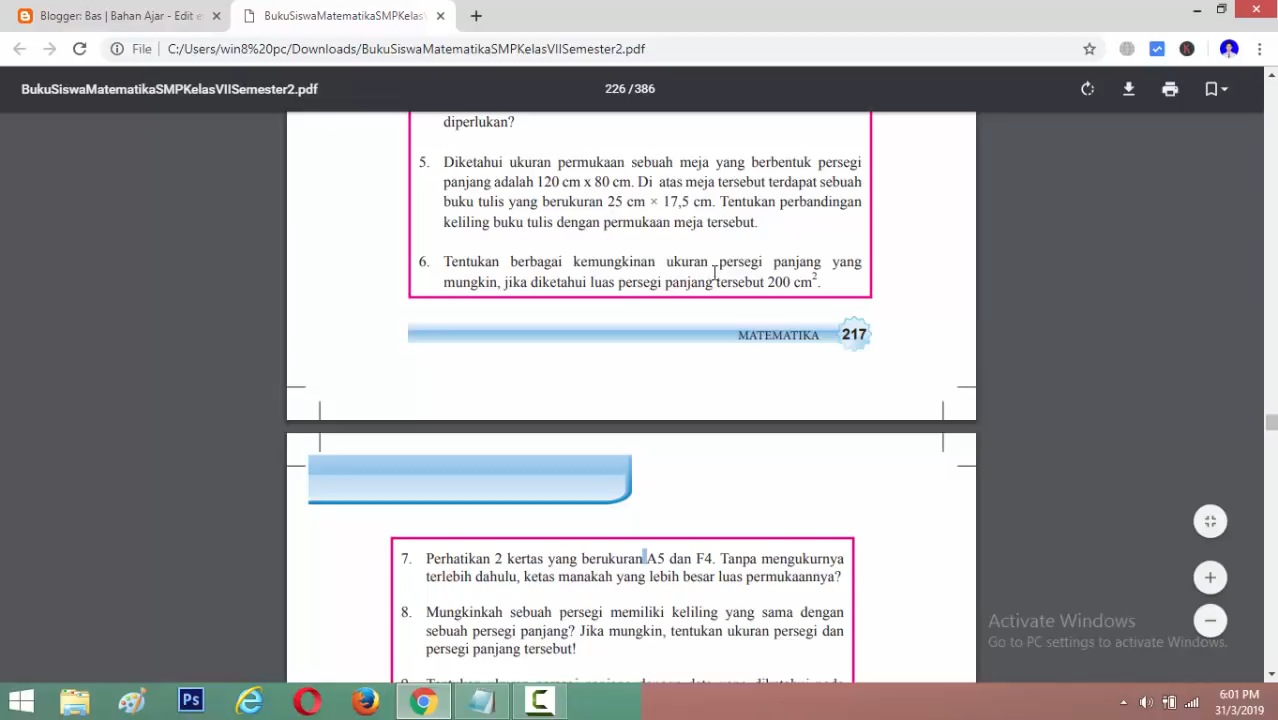 Blogger: Bas | Bahan Ajar - Edit e
BukuSiswaMatematikaSMPKelas
File
C:/Users/win8%20pc/Downloads/BukuSiswaMatematikaSMPKelasVIISemester2.pdf
BukuSiswaMatematikaSMPKelasVIISemester2.pdf
226 / 386
diperlukan?
5. Diketahui ukuran permukaan sebuah meja yang berbentuk persegi
panjang adalah 120 cm x 80 cm. Di atas meja tersebut terdapat sebuah
buku tulis yang berukuran 25 cm × 17,5 cm. Tentukan perbandingan
keliling buku tulis dengan permukaan meja tersebut.
6. Tentukan berbagai kemungkinan ukuran persegi panjang yang
mungkin, jika diketahui luas persegi panjang tersebut 200 cm².
MATEMATIKA 217
7. Perhatikan 2 kertas yang berukuran A5 dan F4. Tanpa mengukurnya
terlebih dahulu, ketas manakah yang lebih besar luas permukaannya?
8. Mungkinkah sebuah persegi memiliki keliling yang sama dengan
sebuah persegi panjang? Jika mungkin, tentukan ukuran persegi dan
persegi panjang tersebut!
Activate Windows
Go to PC settings to activate Windows.
Ps
6:01 PM
31/3/2019